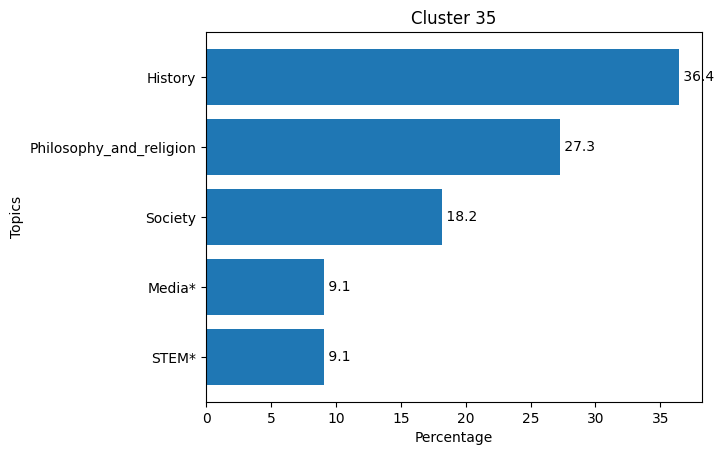 Cluster 35
Topics
History
36.4
Philosophy_and_religion
27.3
Society
18.2
Media*
9.1
STEM*
9.1
0 5 10 15 20 25 30 35
Percentage